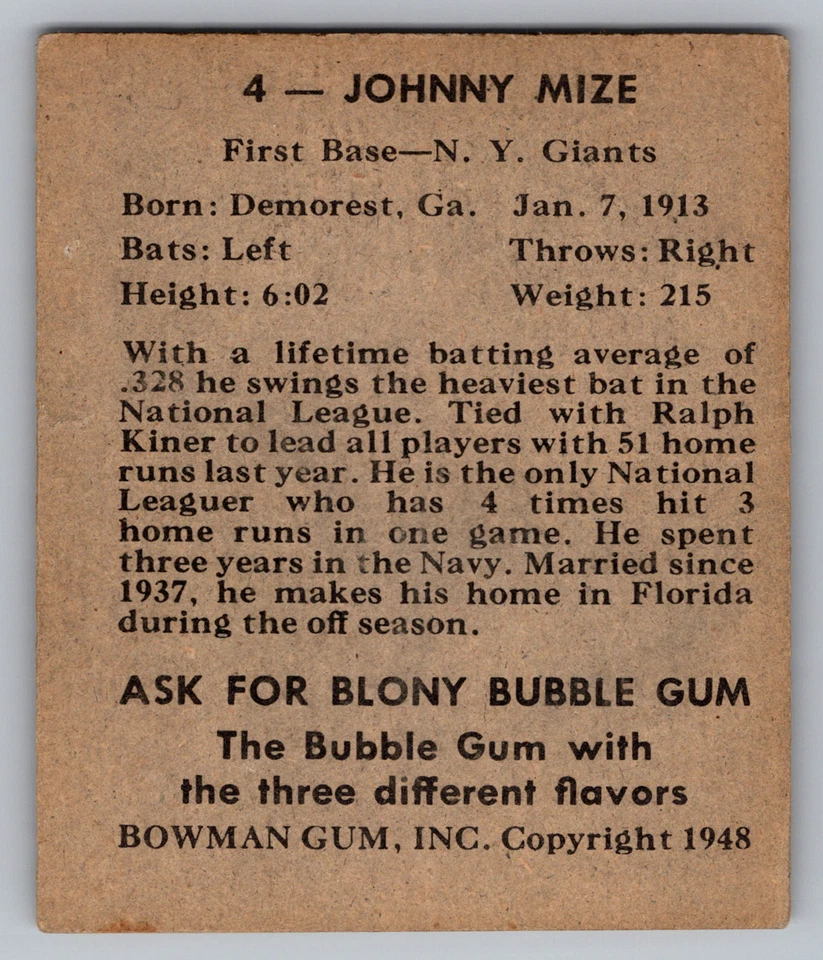 4 — JOHNNY MIZE
First Base—N. Y. Giants
Born: Demorest, Ga. Jan. 7, 1913
Bats: Left Throws: Right
Height: 6:02 Weight: 215
With a lifetime batting average of
.328 he swings the heaviest bat in the
National League. Tied with Ralph
Kiner to lead all players with 51 home
runs last year. He is the only National
Leaguer who has 4 times hit 3
home runs in one game. He spent
three years in the Navy. Married since
1937, he makes his home in Florida
during the off season.
ASK FOR BLONY BUBBLE GUM
The Bubble Gum with
the three different flavors
BOWMAN GUM, INC. Copyright 1948